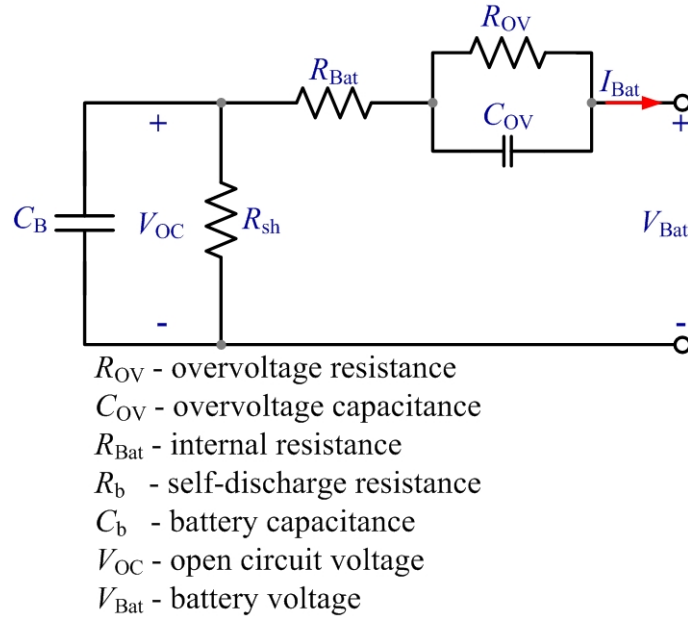 R_OV
R_Bat
I_Bat
C_OV
+
+
C_B
V_OC
R_sh
V_Bat
-
-
R_OV - overvoltage resistance
C_OV - overvoltage capacitance
R_Bat - internal resistance
R_b - self-discharge resistance
C_b - battery capacitance
V_OC - open circuit voltage
V_Bat - battery voltage